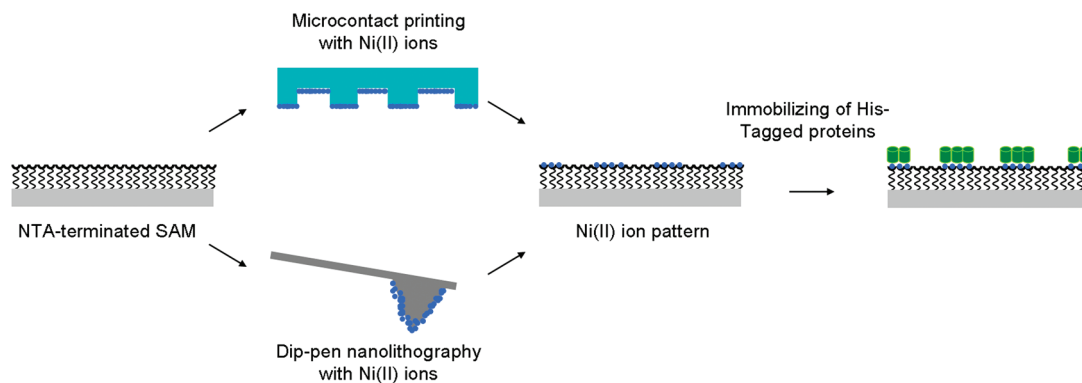 Microcontact printing
with Ni(II) ions
Immobilizing of His-
Tagged proteins
NTA-terminated SAM
Ni(II) ion pattern
Dip-pen nanolithography
with Ni(II) ions